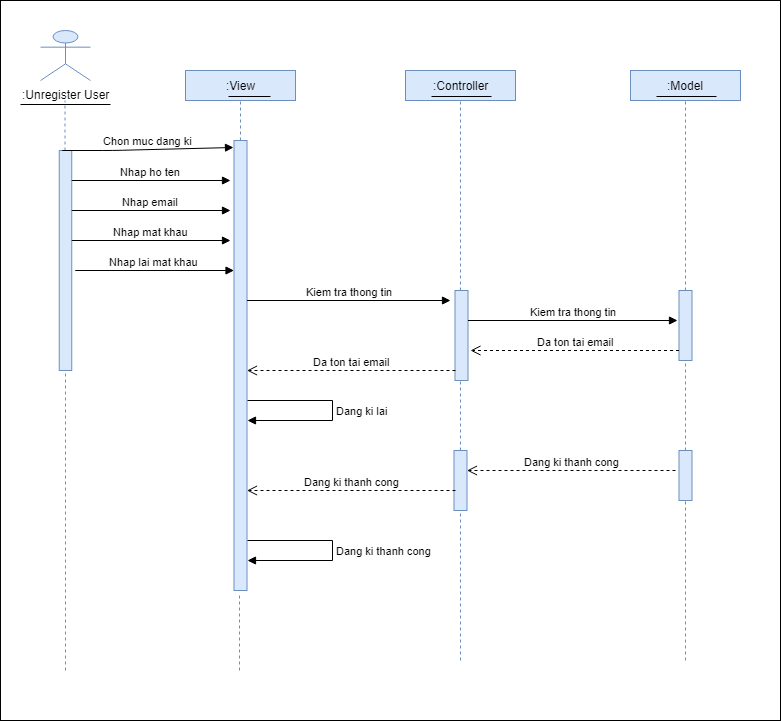 :Unregister User
:View
:Controller
:Model
Chon muc dang ki
Nhap ho ten
Nhap email
Nhap mat khau
Nhap lai mat khau
Kiem tra thong tin
Kiem tra thong tin
Da ton tai email
Da ton tai email
Dang ki lai
Dang ki thanh cong
Dang ki thanh cong
Dang ki thanh cong